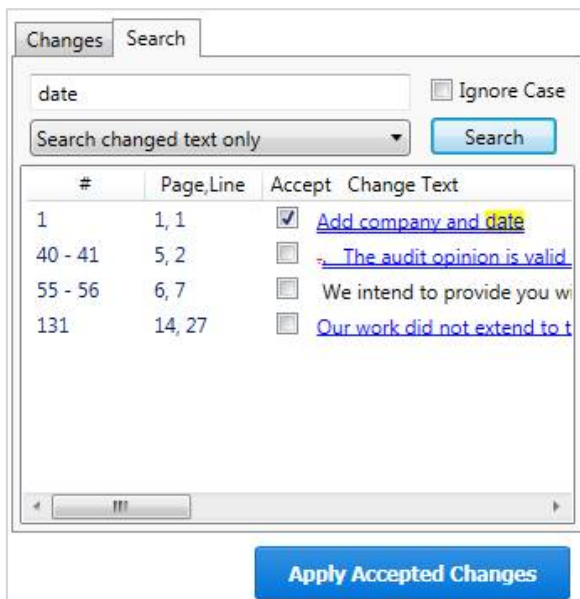 Changes Search
date Ignore Case
Search changed text only Search
# Page,Line Accept Change Text
1 1, 1 Add company and date
40 - 41 5, 2 . The audit opinion is valid
55 - 56 6, 7 We intend to provide you wi
131 14, 27 Our work did not extend to t
Apply Accepted Changes